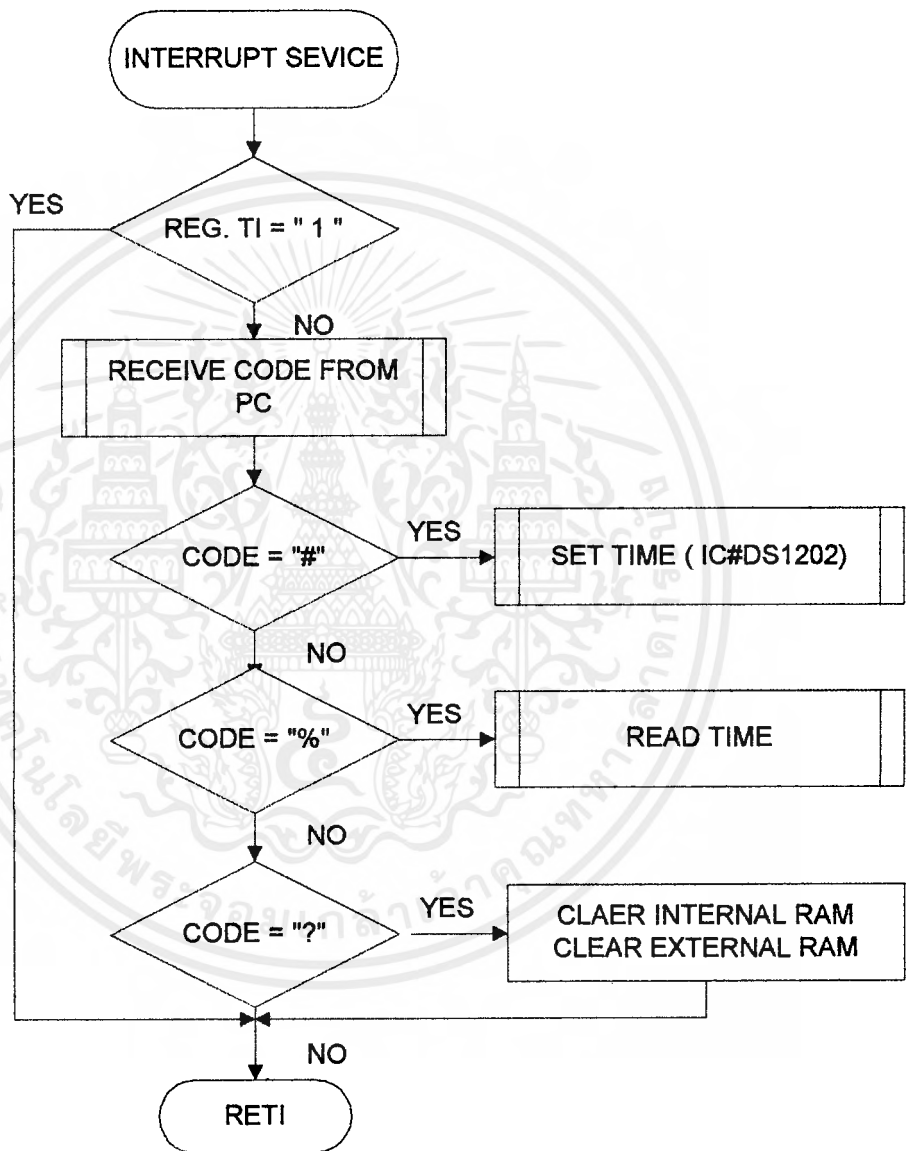 INTERRUPT SEVICE
YES
REG. TI = " 1 "
NO
RECEIVE CODE FROM
PC
CODE = "#"
YES
SET TIME ( IC#DS1202)
NO
CODE = "%"
YES
READ TIME
NO
CODE = "?"
YES
CLAER INTERNAL RAM
CLEAR EXTERNAL RAM
NO
RETI